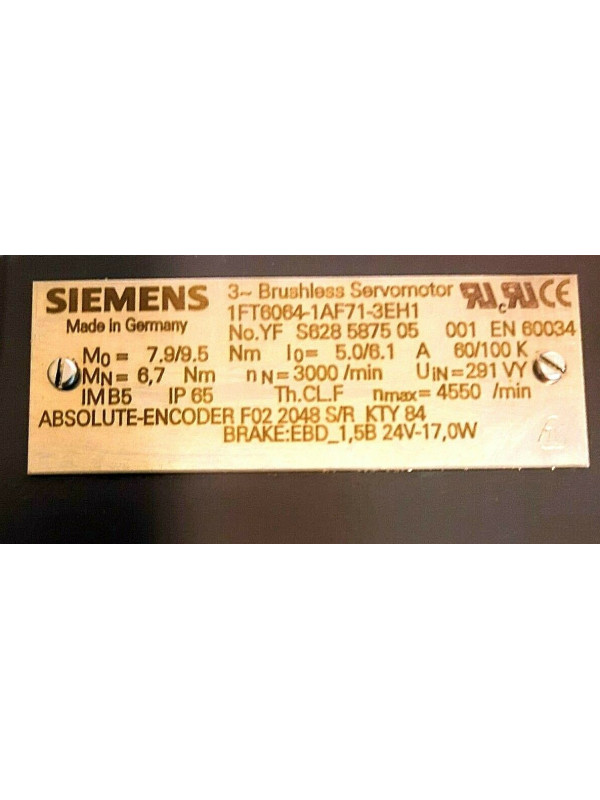 SIEMENS
3~ Brushless Servomotor
Made in Germany
1FT6064-1AF71-3EH1
No.YF S628 5875 05 001 EN 60034
M0 = 7,9/9.5 Nm I0= 5.0/6.1 A 60/100 K
MN = 6,7 Nm nN = 3000 /min UiN=291 VY
IM B5 IP 65 Th.CL.F nmax= 4550 /min
ABSOLUTE-ENCODER F02 2048 S/R KTY 84
BRAKE:EBD_1,5B 24V-17,0W